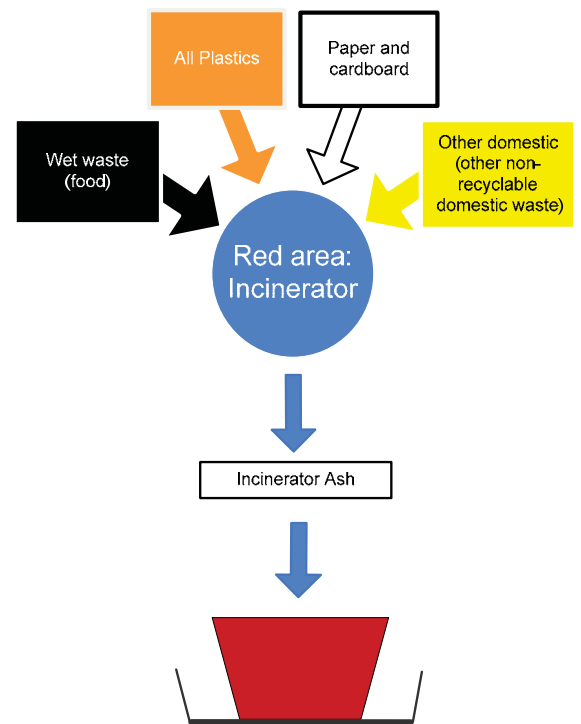 All Plastics
Paper and
cardboard
Wet waste
(food)
Other domestic
(other non-
recyclable
domestic waste)
Red area:
Incinerator
Incinerator Ash